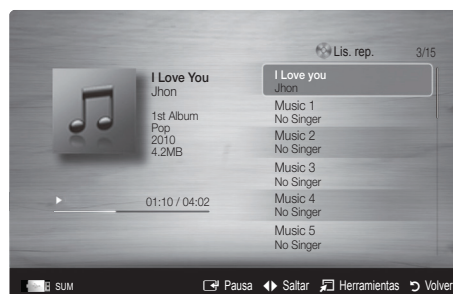 Lis. rep. 3/15
I Love You
Jhon
1st Album
Pop
2010
4.2MB
01:10 / 04:02
I Love you
Jhon
Music 1
No Singer
Music 2
No Singer
Music 3
No Singer
Music 4
No Singer
Music 5
No Singer
SUM Pausa Saltar Herramientas Volver